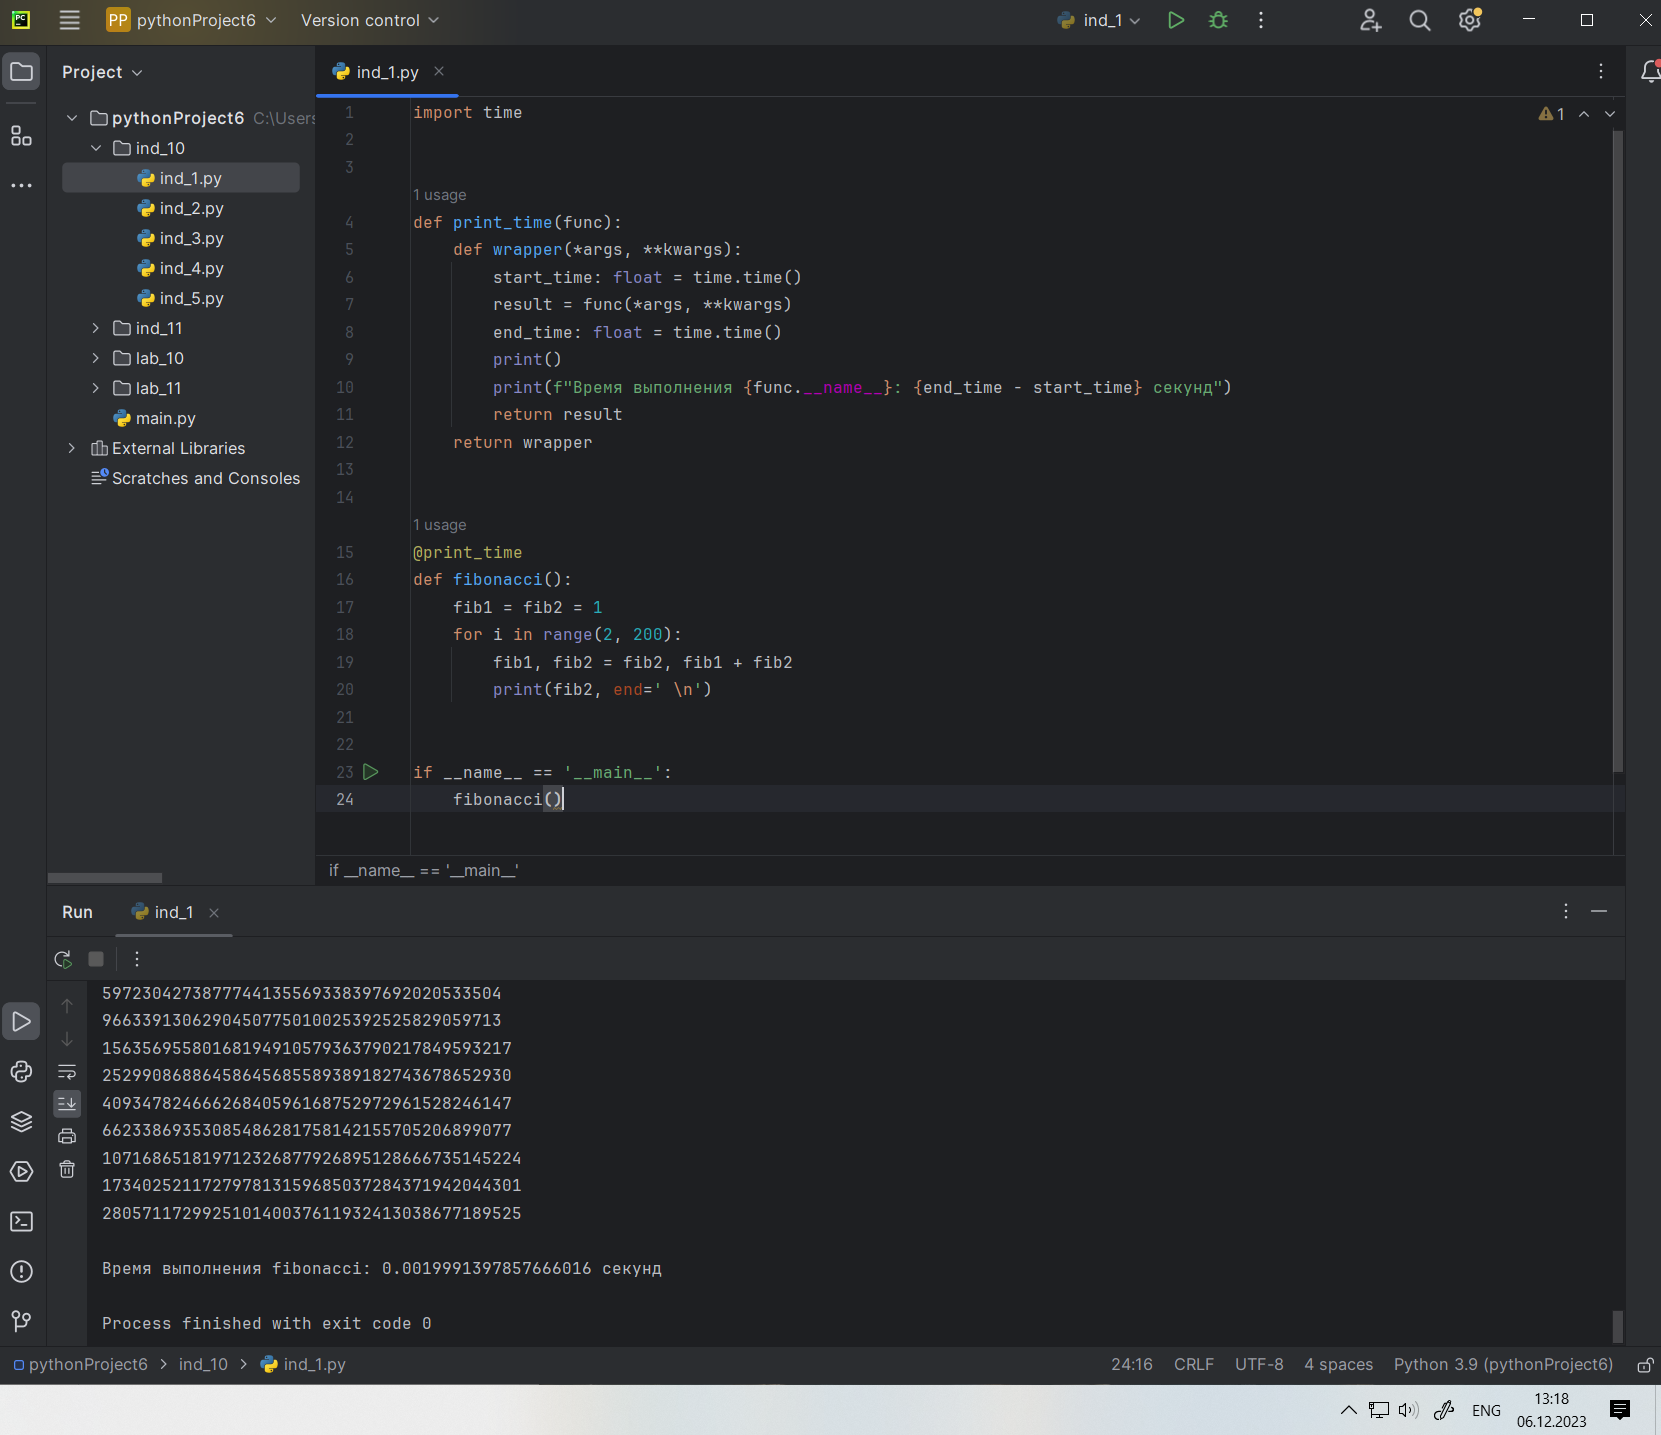 PC PP pythonProject6 Version control ind_1
Project
pythonProject6 C:\Users
ind_10
ind_1.py
ind_2.py
ind_3.py
ind_4.py
ind_5.py
ind_11
lab_10
lab_11
main.py
External Libraries
Scratches and Consoles
ind_1.py
1 import time
1
2
3
1 usage
4 def print_time(func):
5 def wrapper(*args, **kwargs):
6 start_time: float = time.time()
7 result = func(*args, **kwargs)
8 end_time: float = time.time()
9 print()
10 print(f"Время выполнения {func.__name__}: {end_time - start_time} секунд")
11 return result
12 return wrapper
13
14
1 usage
15 @print_time
16 def fibonacci():
17 fib1 = fib2 = 1
18 for i in range(2, 200):
19 fib1, fib2 = fib2, fib1 + fib2
20 print(fib2, end=' \n')
21
22
23 if __name__ == '__main__':
24 fibonacci()
if __name__ == '__main__'
Run ind_1
5972304273877744135569338397692020533504
9663391306290450775010025392525829059713
15635695580168194910579363790217849593217
25299086886458645685589389182743678652930
40934782466626840596168752972961528246147
66233869353085486281758142155705206899077
107168651819712326877926895128666735145224
173402521172797813159685037284371942044301
280571172992510140037611932413038677189525
Время выполнения fibonacci: 0.0019991397857666016 секунд
Process finished with exit code 0
pythonProject6 > ind_10 > ind_1.py 24:16 CRLF UTF-8 4 spaces Python 3.9 (pythonProject6)
ENG
13:18
06.12.2023